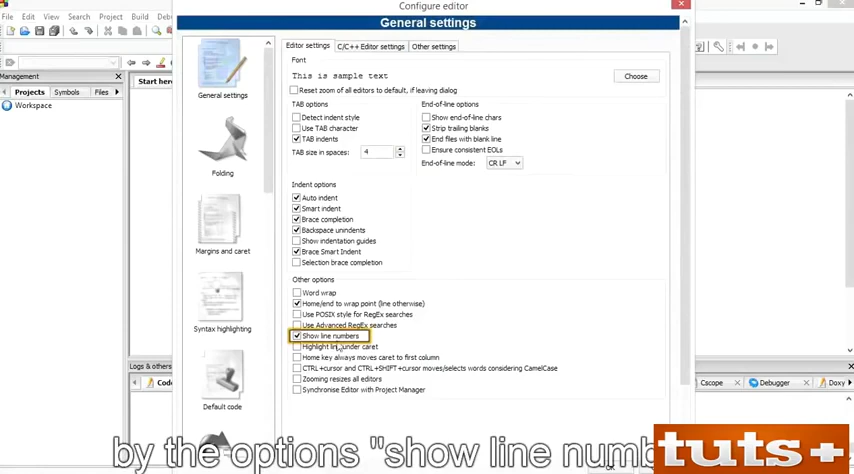 Configure editor
General settings
File Edit View Search Project Build
Management
Projects Symbols Files
Workspace
Start here
General settings
Folding
Margins and caret
Syntax highlighting
Default code
Editor settings C/C++ Editor settings Other settings
Font
This is sample text
Choose
Reset zoom of all editors to default, if leaving dialog
TAB options
Detect indent style
Use TAB character
TAB indents
TAB size in spaces: 4
End-of-line options
Show end-of-line chars
Strip trailing blanks
End files with blank line
Ensure consistent EOLs
End-of-line mode: CR LF
Indent options
Auto indent
Smart indent
Brace completion
Backspace unindents
Show indentation guides
Brace Smart Indent
Selection brace completion
Other options
Word wrap
Home/end to wrap point (line otherwise)
Use POSIX style for RegEx searches
Use Advanced RegEx searches
Show line numbers
Highlight line under caret
Home key always moves caret to first column
CTRL+cursor and CTRL+SHIFT+cursor moves/selects words considering CamelCase
Zooming resizes all editors
Synchronise Editor with Project Manager
Logs & others
Code
Cscope Debugger Doxy
by the options "show line numb
tuts+